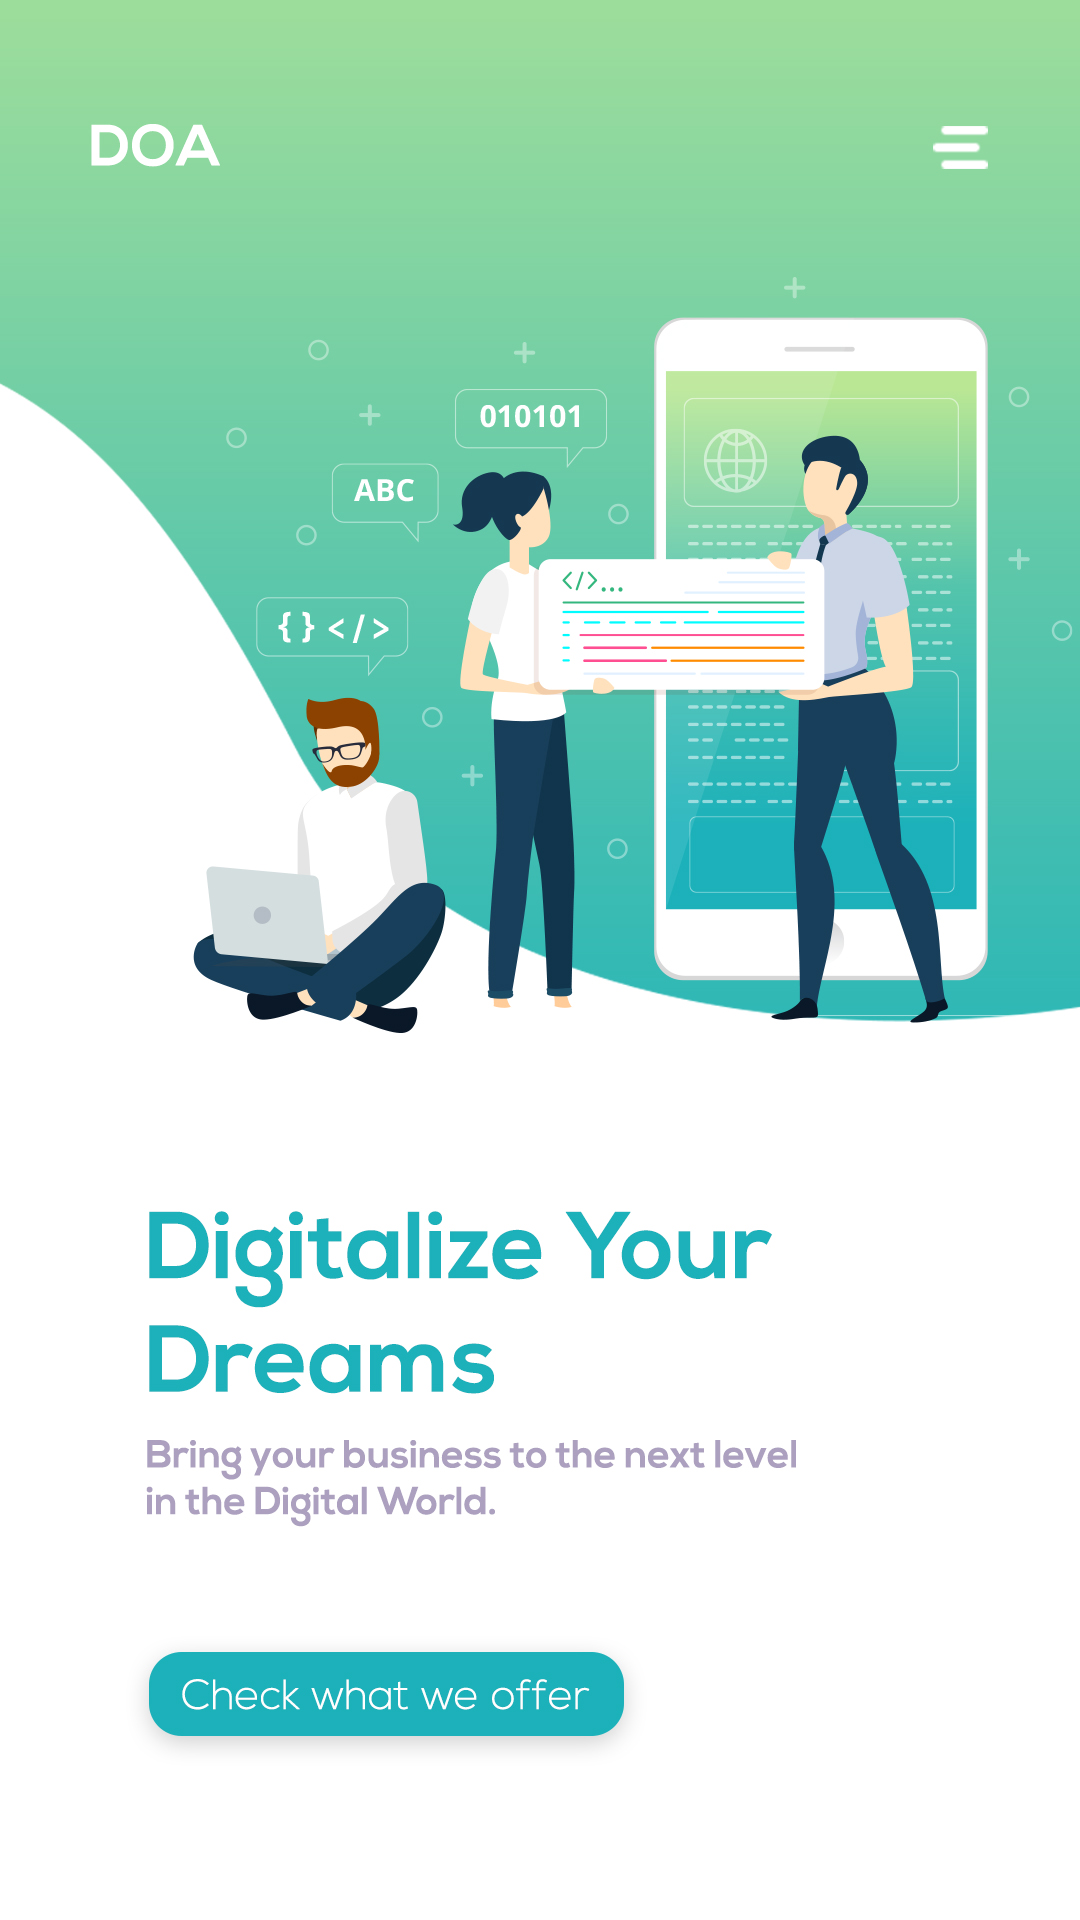 DOA
010101
ABC
{ } </>
</>...
Digitalize Your
Dreams
Bring your business to the next level
in the Digital World.
Check what we offer